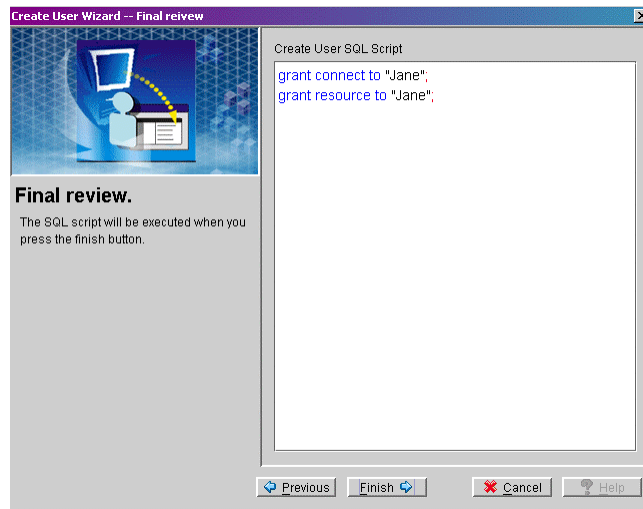 Create User Wizard -- Final reivew
Create User SQL Script
grant connect to "Jane";
grant resource to "Jane";
Final review.
The SQL script will be executed when you
press the finish button.
Previous
Finish
Cancel
Help